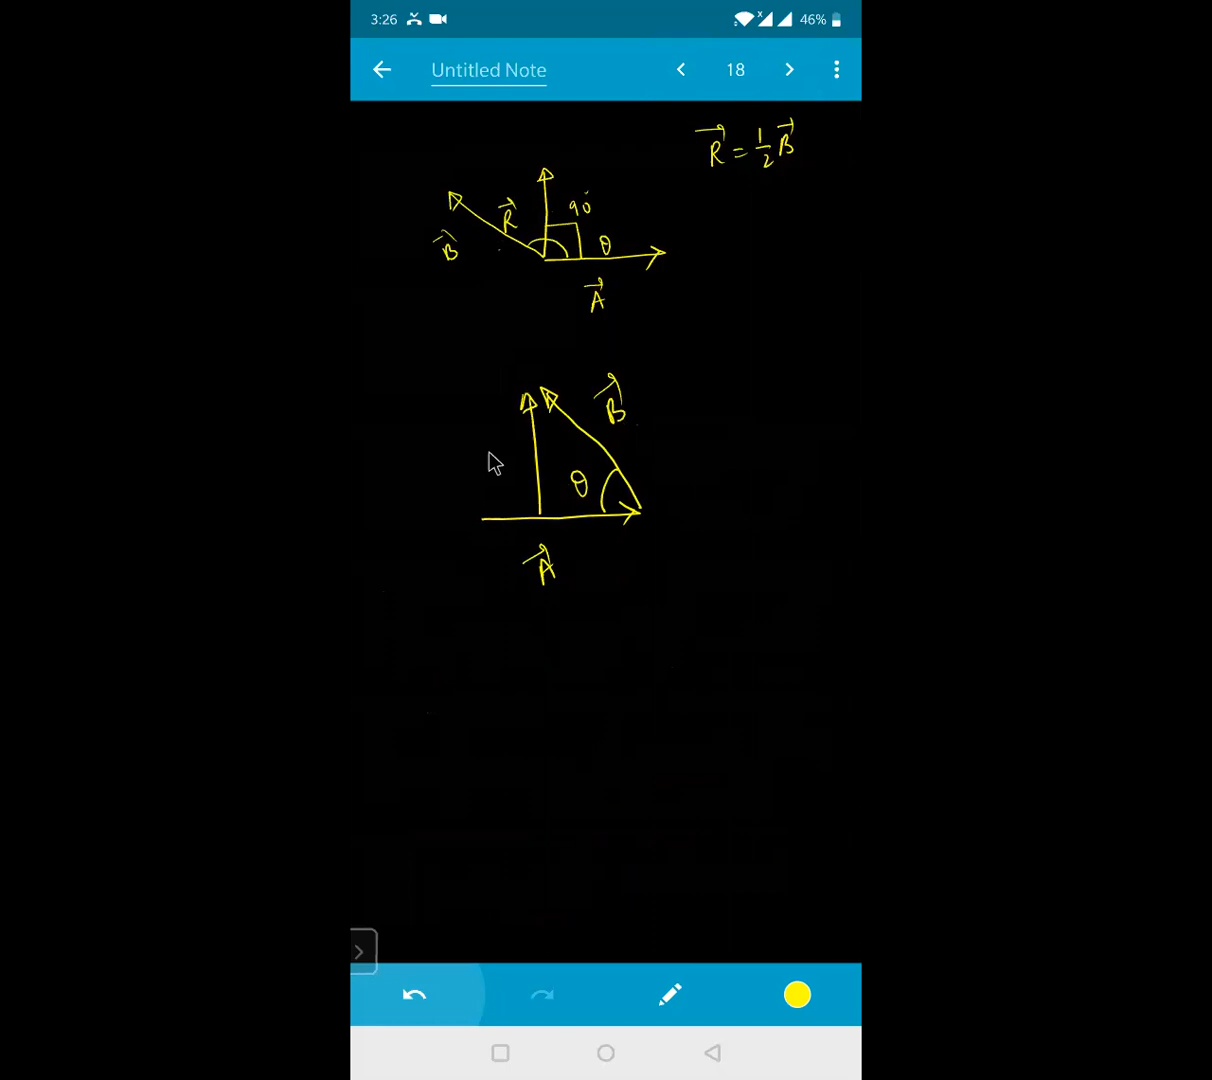 3:26 46%
Untitled Note 18
R⃗ = 1/2 B⃗
90°
R⃗
θ
B⃗
A⃗
B⃗
θ
A⃗